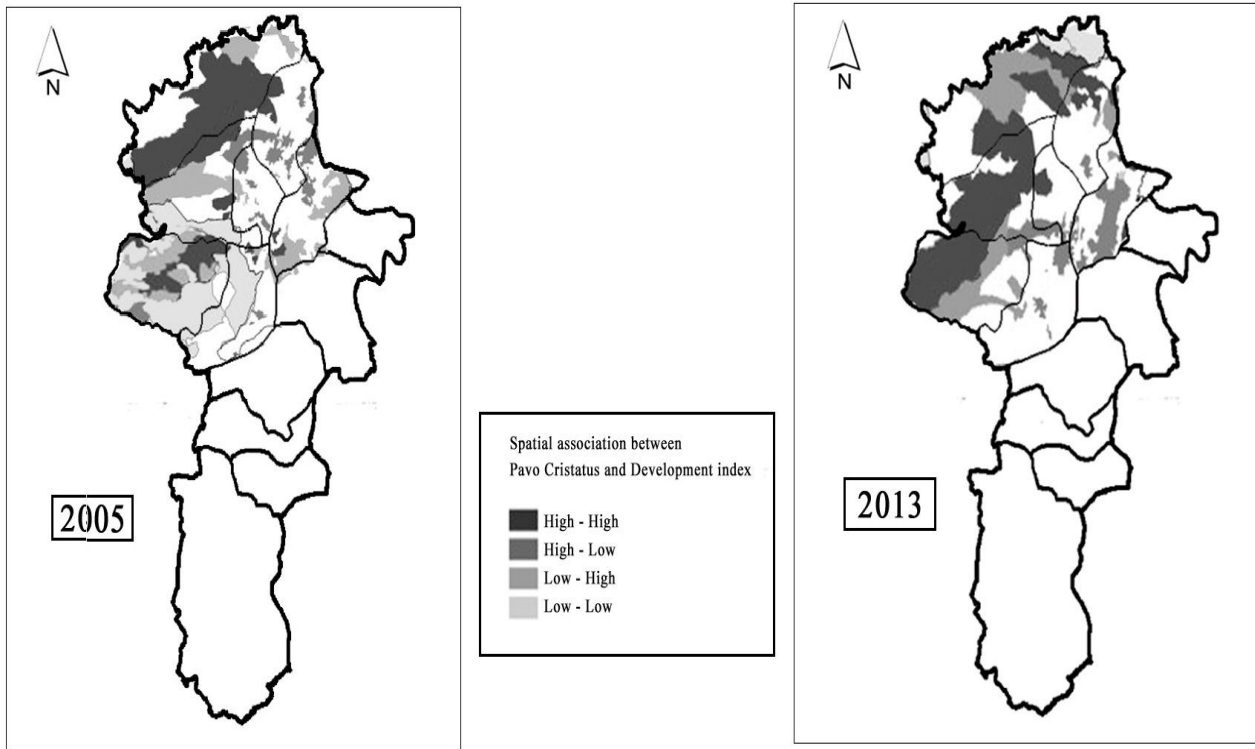 N
2005
Spatial association between
Pavo Cristatus and Development index
High - High
High - Low
Low - High
Low - Low
N
2013